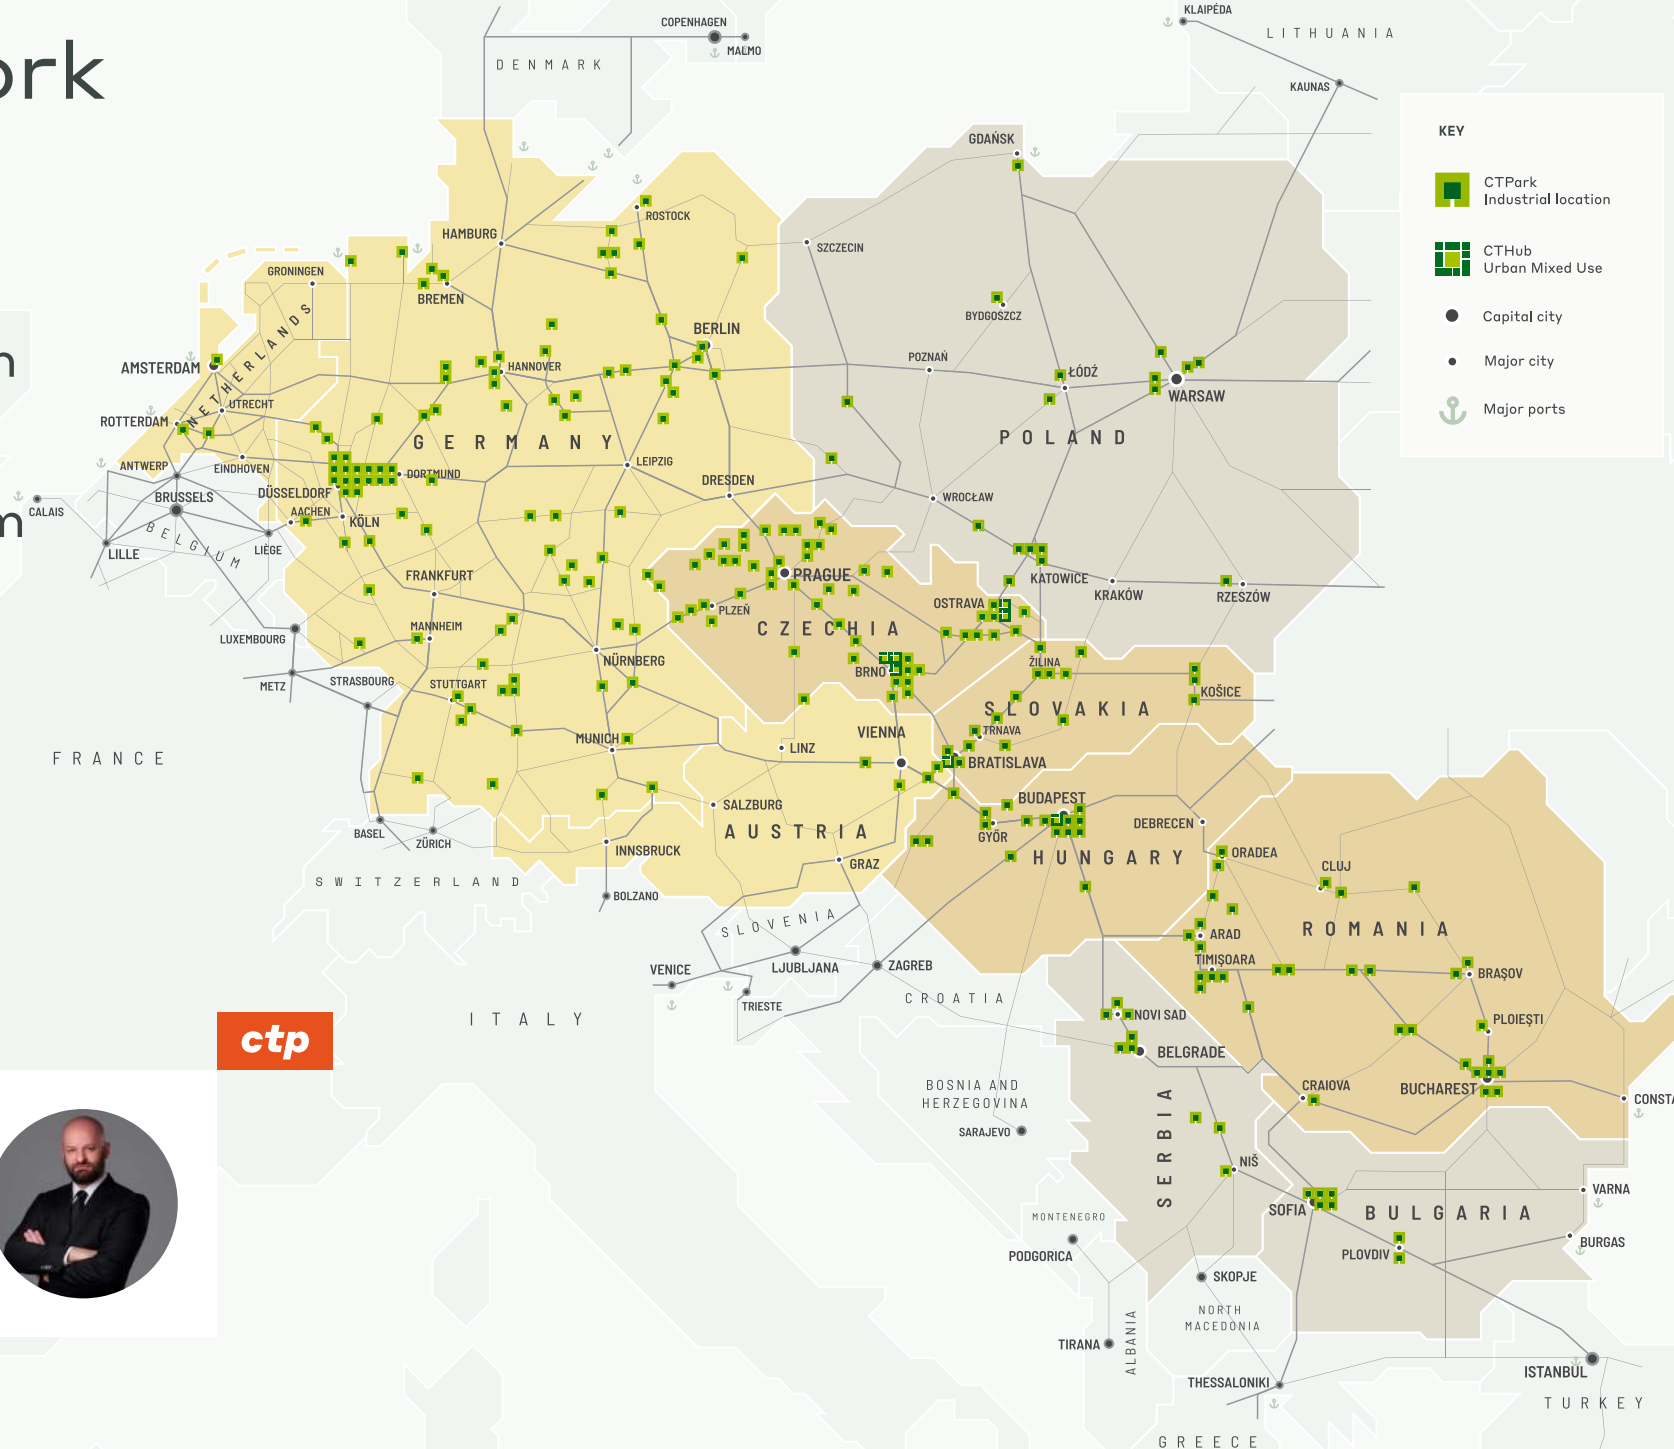 ork
n
m
KEY
CTPark
Industrial location
CTHub
Urban Mixed Use
Capital city
Major city
Major ports
COPENHAGEN
MALMO
DENMARK
KLAIPĖDA
LITHUANIA
KAUNAS
GDAŃSK
ROSTOCK
HAMBURG
SZCZECIN
GRONINGEN
BREMEN
BYDGOSZCZ
BERLIN
AMSTERDAM
NETHERLANDS
HANNOVER
POZNAŃ
ŁÓDŹ
WARSAW
UTRECHT
ROTTERDAM
GERMANY
POLAND
ANTWERP
EINDHOVEN
DORTMUND
LEIPZIG
DRESDEN
DÜSSELDORF
BRUSSELS
WROCŁAW
CALAIS
AACHEN
KÖLN
BELGIUM
LILLE
LIÈGE
FRANKFURT
PRAGUE
KATOWICE
KRAKÓW
RZESZÓW
OSTRAVA
PLZEŇ
CZECHIA
LUXEMBOURG
MANNHEIM
NÜRNBERG
BRNO
ŽILINA
METZ
STRASBOURG
STUTTGART
KOŠICE
SLOVAKIA
FRANCE
MUNICH
LINZ
VIENNA
TRNAVA
BRATISLAVA
SALZBURG
BUDAPEST
BASEL
ZÜRICH
AUSTRIA
GYŐR
DEBRECEN
INNSBRUCK
GRAZ
HUNGARY
ORADEA
CLUJ
SWITZERLAND
BOLZANO
SLOVENIA
ARAD
ROMANIA
VENICE
LJUBLJANA
ZAGREB
TIMIȘOARA
BRAȘOV
TRIESTE
CROATIA
ITALY
NOVI SAD
PLOIEȘTI
ctp
BELGRADE
BOSNIA AND
HERZEGOVINA
CRAIOVA
BUCHAREST
CONSTA
SARAJEVO
SERBIA
NIŠ
VARNA
MONTENEGRO
SOFIA
BULGARIA
PODGORICA
PLOVDIV
BURGAS
SKOPJE
NORTH
MACEDONIA
TIRANA
ALBANIA
ISTANBUL
THESSALONIKI
TURKEY
GREECE